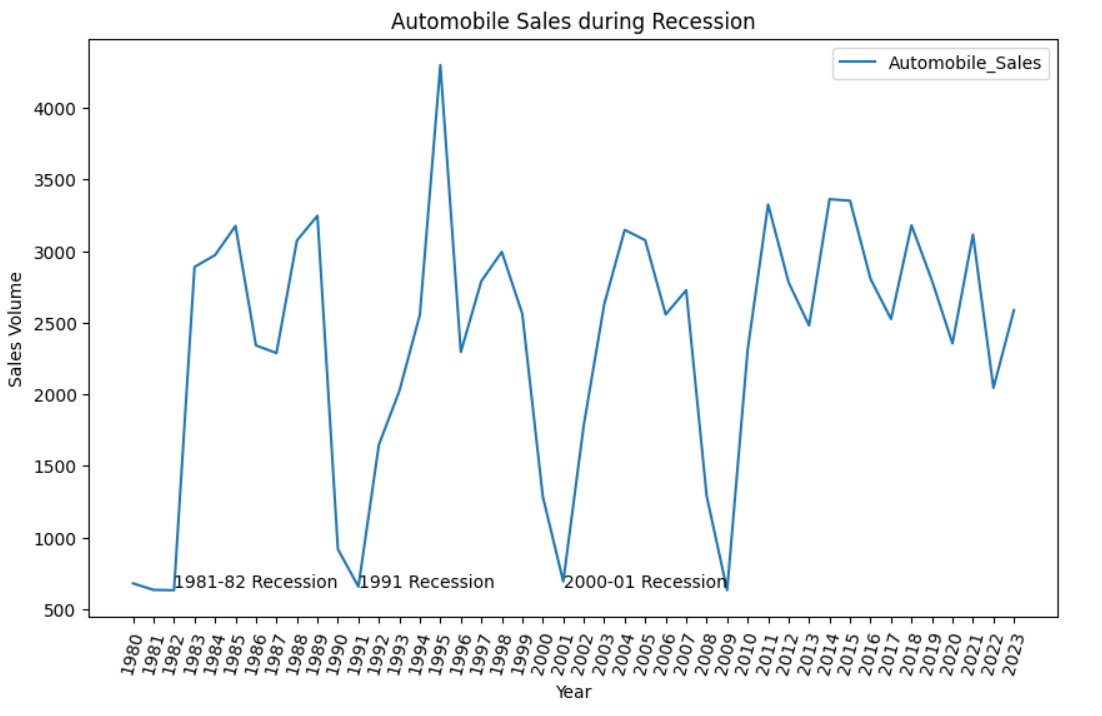 Automobile Sales during Recession
Automobile_Sales
4000
3500
3000
2500
2000
1500
1000
500
Sales Volume
1981-82 Recession
1991 Recession
2000-01 Recession
1980 1981 1982 1983 1984 1985 1986 1987 1988 1989 1990 1991 1992 1993 1994 1995 1996 1997 1998 1999 2000 2001 2002 2003 2004 2005 2006 2007 2008 2009 2010 2011 2012 2013 2014 2015 2016 2017 2018 2019 2020 2021 2022 2023
Year